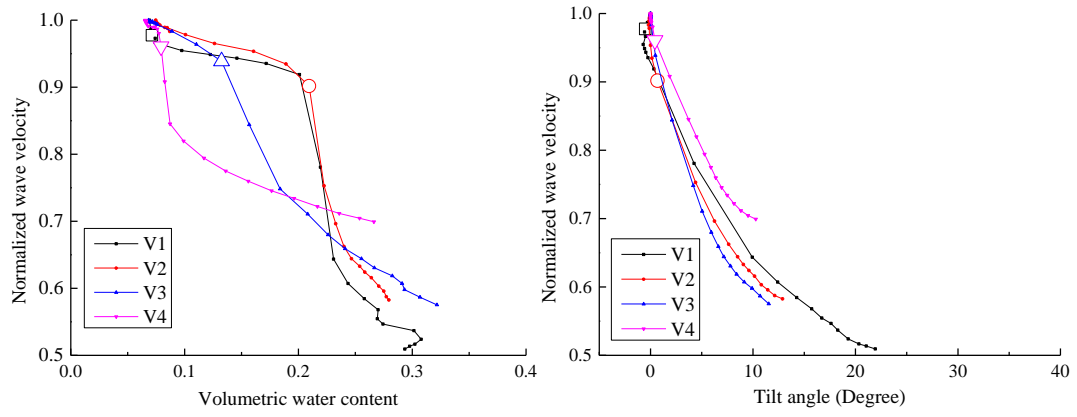 Normalized wave velocity
1.0
0.9
0.8
0.7
0.6
0.5
V1
V2
V3
V4
0.0
0.1
0.2
0.3
0.4
Volumetric water content
Normalized wave velocity
1.0
0.9
0.8
0.7
0.6
0.5
V1
V2
V3
V4
0
10
20
30
40
Tilt angle (Degree)